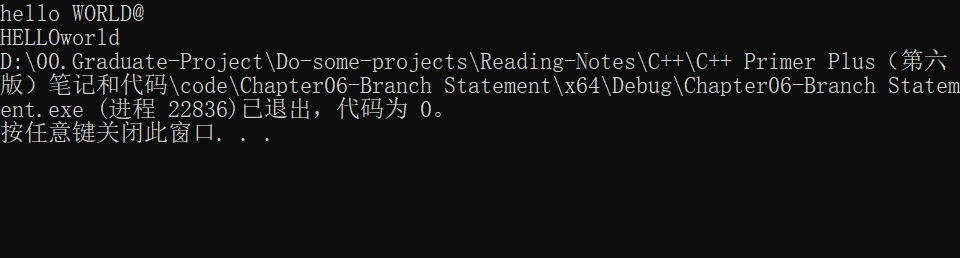 hello WORLD@
HELLOworld
D:\00.Graduate-Project\Do-some-projects\Reading-Notes\C++\C++ Primer Plus（第六
版）笔记和代码\code\Chapter06-Branch Statement\x64\Debug\Chapter06-Branch Statem
ent.exe (进程 22836)已退出，代码为 0。
按任意键关闭此窗口. . .